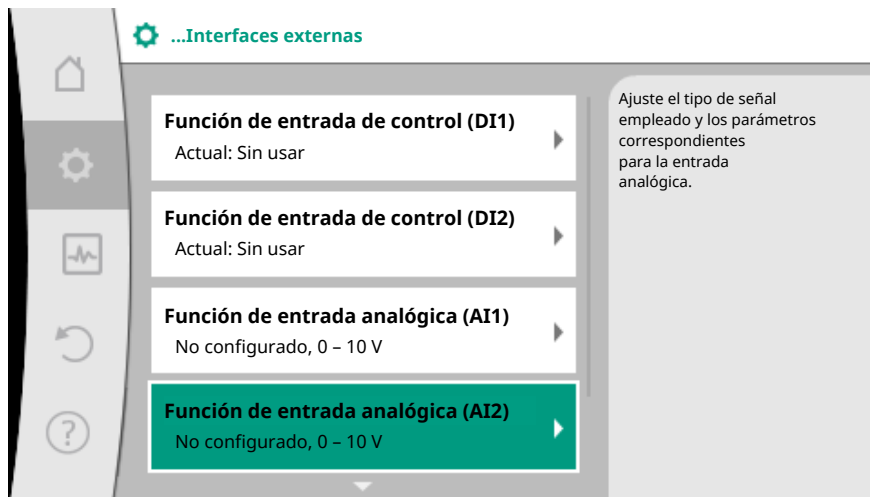 ...Interfaces externas
Función de entrada de control (DI1)
Actual: Sin usar
Función de entrada de control (DI2)
Actual: Sin usar
Función de entrada analógica (AI1)
No configurado, 0 – 10 V
Función de entrada analógica (AI2)
No configurado, 0 – 10 V
Ajuste el tipo de señal
empleado y los parámetros
correspondientes
para la entrada
analógica.
?